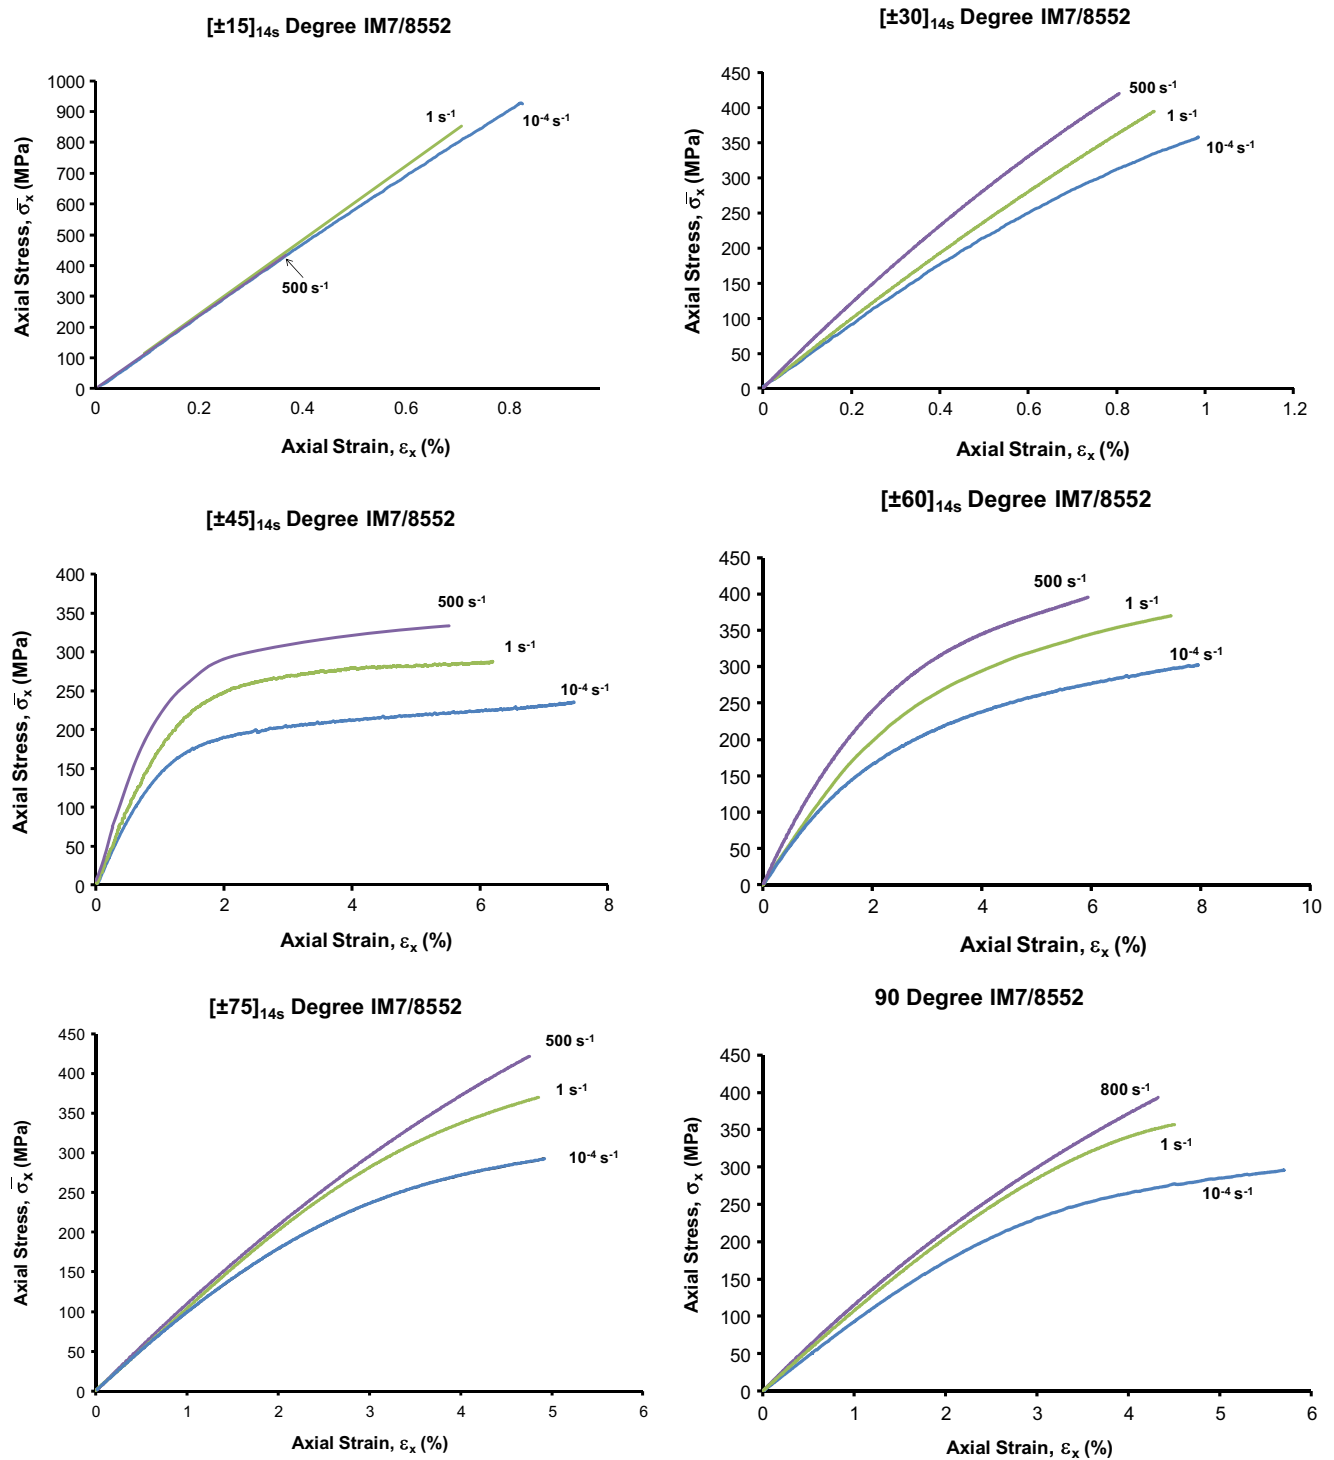 [±15]₁₄ₛ Degree IM7/8552
1000
900
800
700
600
500
400
300
200
100
0
0 0.2 0.4 0.6 0.8
Axial Stress, σ̄ₓ (MPa)
Axial Strain, εₓ (%)
1 s⁻¹
10⁻⁴ s⁻¹
500 s⁻¹
[±30]₁₄ₛ Degree IM7/8552
450
400
350
300
250
200
150
100
50
0
0 0.2 0.4 0.6 0.8 1 1.2
Axial Stress, σ̄ₓ (MPa)
Axial Strain, εₓ (%)
500 s⁻¹
1 s⁻¹
10⁻⁴ s⁻¹
[±45]₁₄ₛ Degree IM7/8552
400
350
300
250
200
150
100
50
0
0 2 4 6 8
Axial Stress, σ̄ₓ (MPa)
Axial Strain, εₓ (%)
500 s⁻¹
1 s⁻¹
10⁻⁴ s⁻¹
[±60]₁₄ₛ Degree IM7/8552
450
400
350
300
250
200
150
100
50
0
0 2 4 6 8 10
Axial Stress, σ̄ₓ (MPa)
Axial Strain, εₓ (%)
500 s⁻¹
1 s⁻¹
10⁻⁴ s⁻¹
[±75]₁₄ₛ Degree IM7/8552
450
400
350
300
250
200
150
100
50
0
0 1 2 3 4 5 6
Axial Stress, σ̄ₓ (MPa)
Axial Strain, εₓ (%)
500 s⁻¹
1 s⁻¹
10⁻⁴ s⁻¹
90 Degree IM7/8552
450
400
350
300
250
200
150
100
50
0
0 1 2 3 4 5 6
Axial Stress, σₓ (MPa)
Axial Strain, εₓ (%)
800 s⁻¹
1 s⁻¹
10⁻⁴ s⁻¹